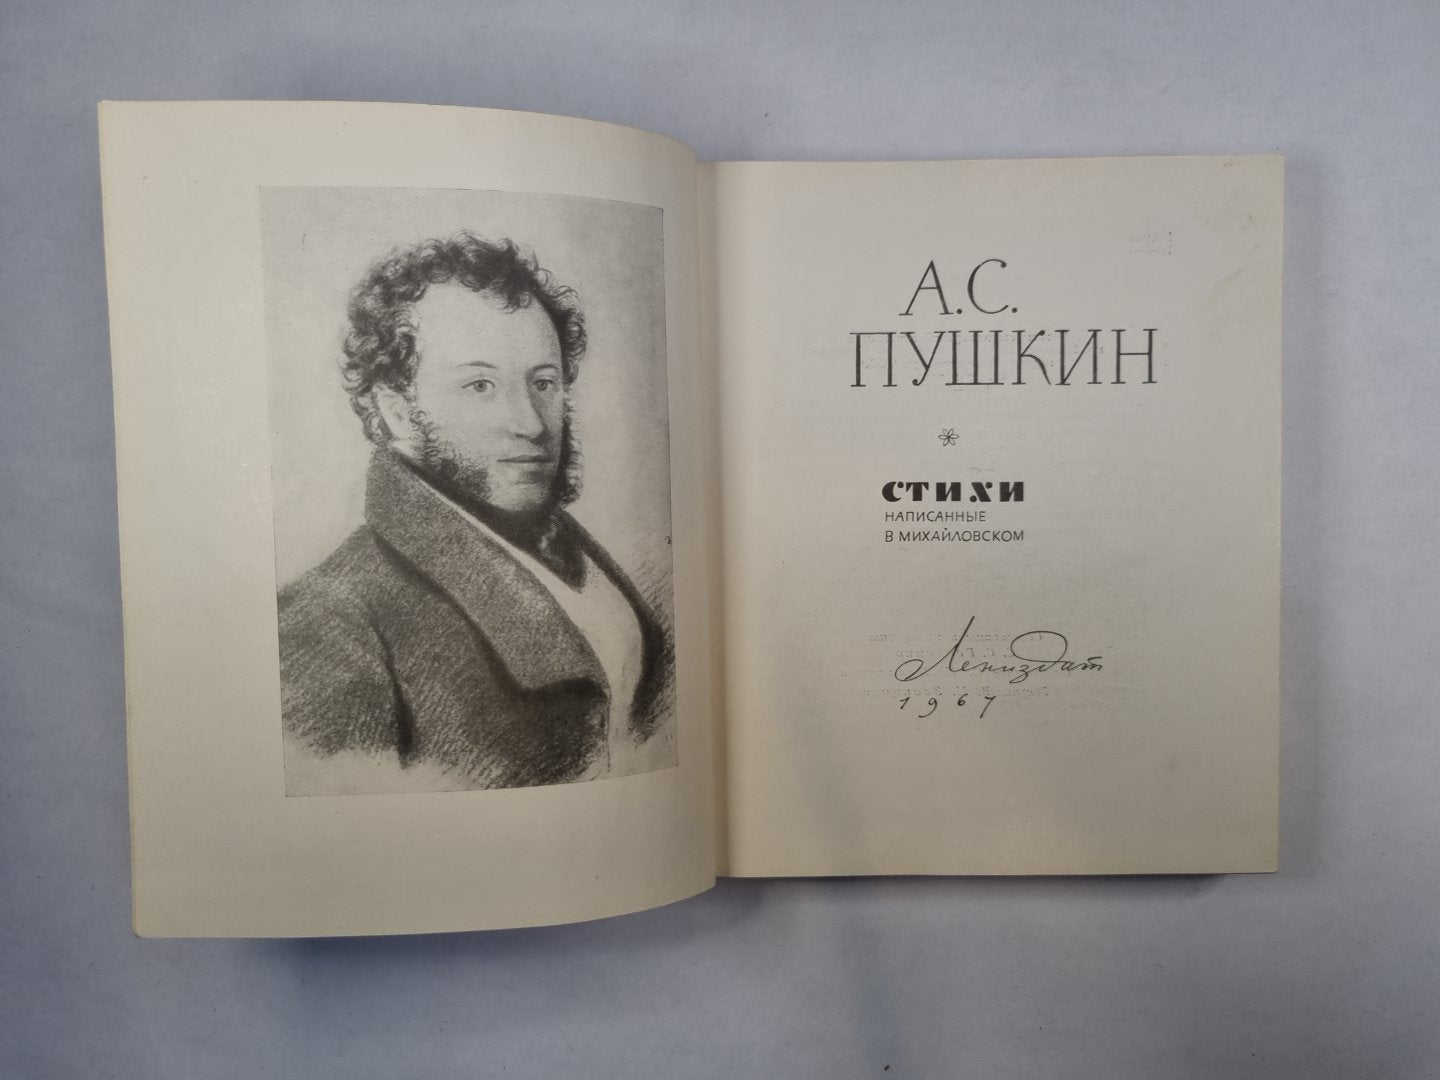 А.С.
ПУШКИН
СТИХИ
НАПИСАННЫЕ
В МИХАЙЛОВСКОМ
Лениздат
1967